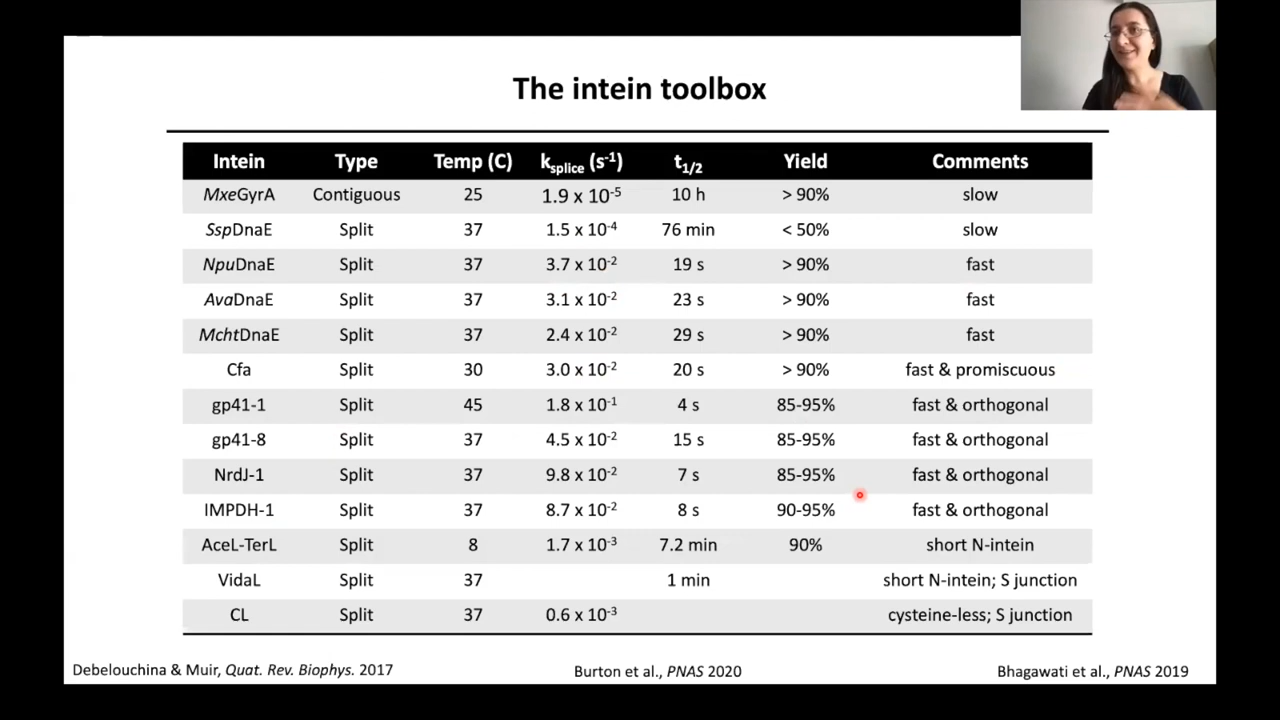 The intein toolbox
Intein Type Temp (C) k_splice (s⁻¹) t_1/2 Yield Comments
MxeGyrA Contiguous 25 1.9 x 10⁻⁵ 10 h > 90% slow
SspDnaE Split 37 1.5 x 10⁻⁴ 76 min < 50% slow
NpuDnaE Split 37 3.7 x 10⁻² 19 s > 90% fast
AvaDnaE Split 37 3.1 x 10⁻² 23 s > 90% fast
MchtDnaE Split 37 2.4 x 10⁻² 29 s > 90% fast
Cfa Split 30 3.0 x 10⁻² 20 s > 90% fast & promiscuous
gp41-1 Split 45 1.8 x 10⁻¹ 4 s 85-95% fast & orthogonal
gp41-8 Split 37 4.5 x 10⁻² 15 s 85-95% fast & orthogonal
NrdJ-1 Split 37 9.8 x 10⁻² 7 s 85-95% fast & orthogonal
IMPDH-1 Split 37 8.7 x 10⁻² 8 s 90-95% fast & orthogonal
AceL-TerL Split 8 1.7 x 10⁻³ 7.2 min 90% short N-intein
VidaL Split 37 1 min short N-intein; S junction
CL Split 37 0.6 x 10⁻³ cysteine-less; S junction
Debelouchina & Muir, Quat. Rev. Biophys. 2017 Burton et al., PNAS 2020 Bhagawati et al., PNAS 2019